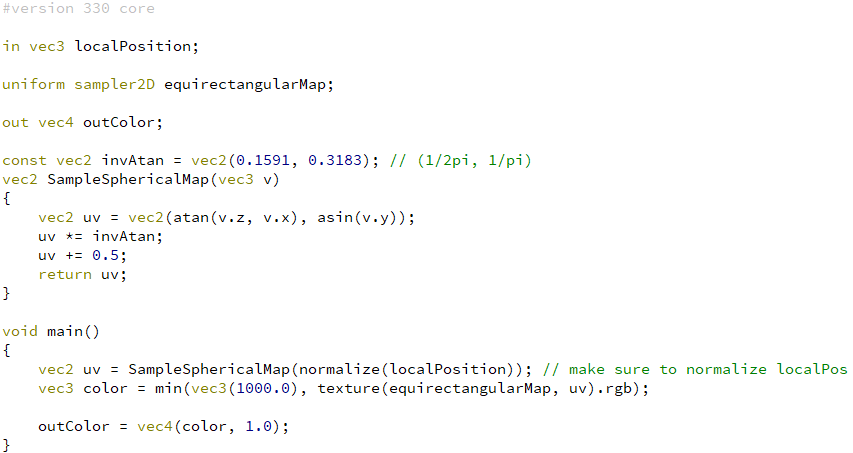 #version 330 core
in vec3 localPosition;
uniform sampler2D equirectangularMap;
out vec4 outColor;
const vec2 invAtan = vec2(0.1591, 0.3183); // (1/2pi, 1/pi)
vec2 SampleSphericalMap(vec3 v)
{
    vec2 uv = vec2(atan(v.z, v.x), asin(v.y));
    uv *= invAtan;
    uv += 0.5;
    return uv;
}
void main()
{
    vec2 uv = SampleSphericalMap(normalize(localPosition)); // make sure to normalize localPos
    vec3 color = min(vec3(1000.0), texture(equirectangularMap, uv).rgb);
    outColor = vec4(color, 1.0);
}